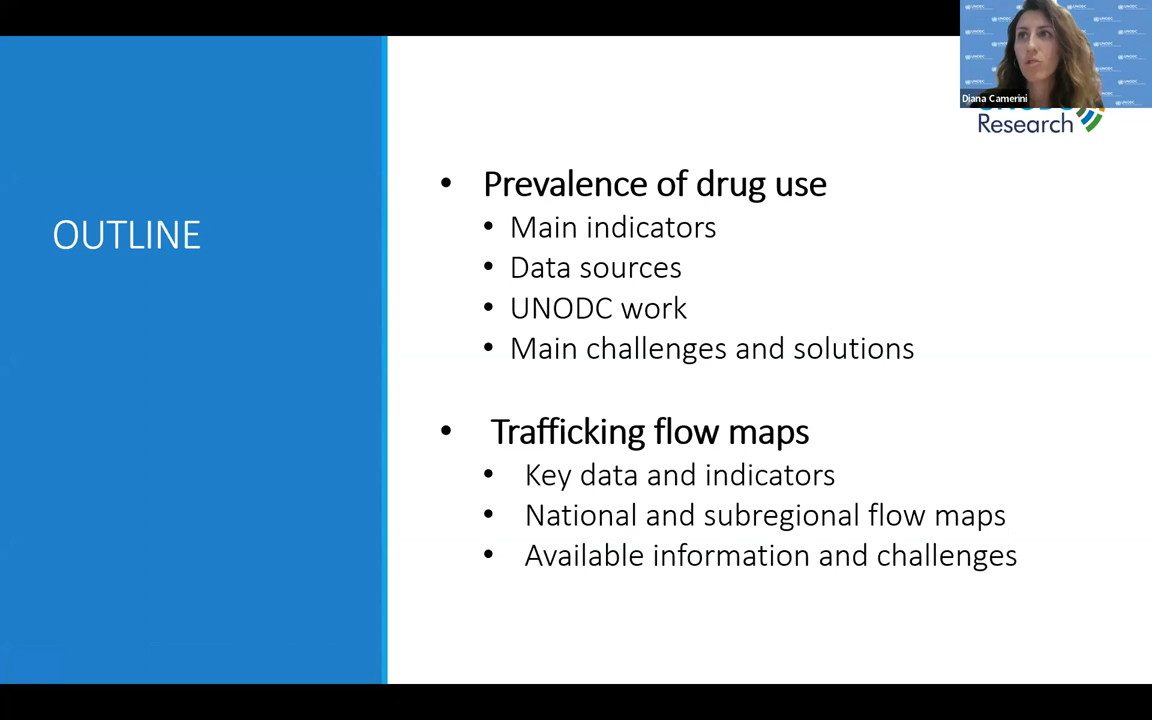 OUTLINE
• Prevalence of drug use
• Main indicators
• Data sources
• UNODC work
• Main challenges and solutions
• Trafficking flow maps
• Key data and indicators
• National and subregional flow maps
• Available information and challenges
Diana Camerini
Research